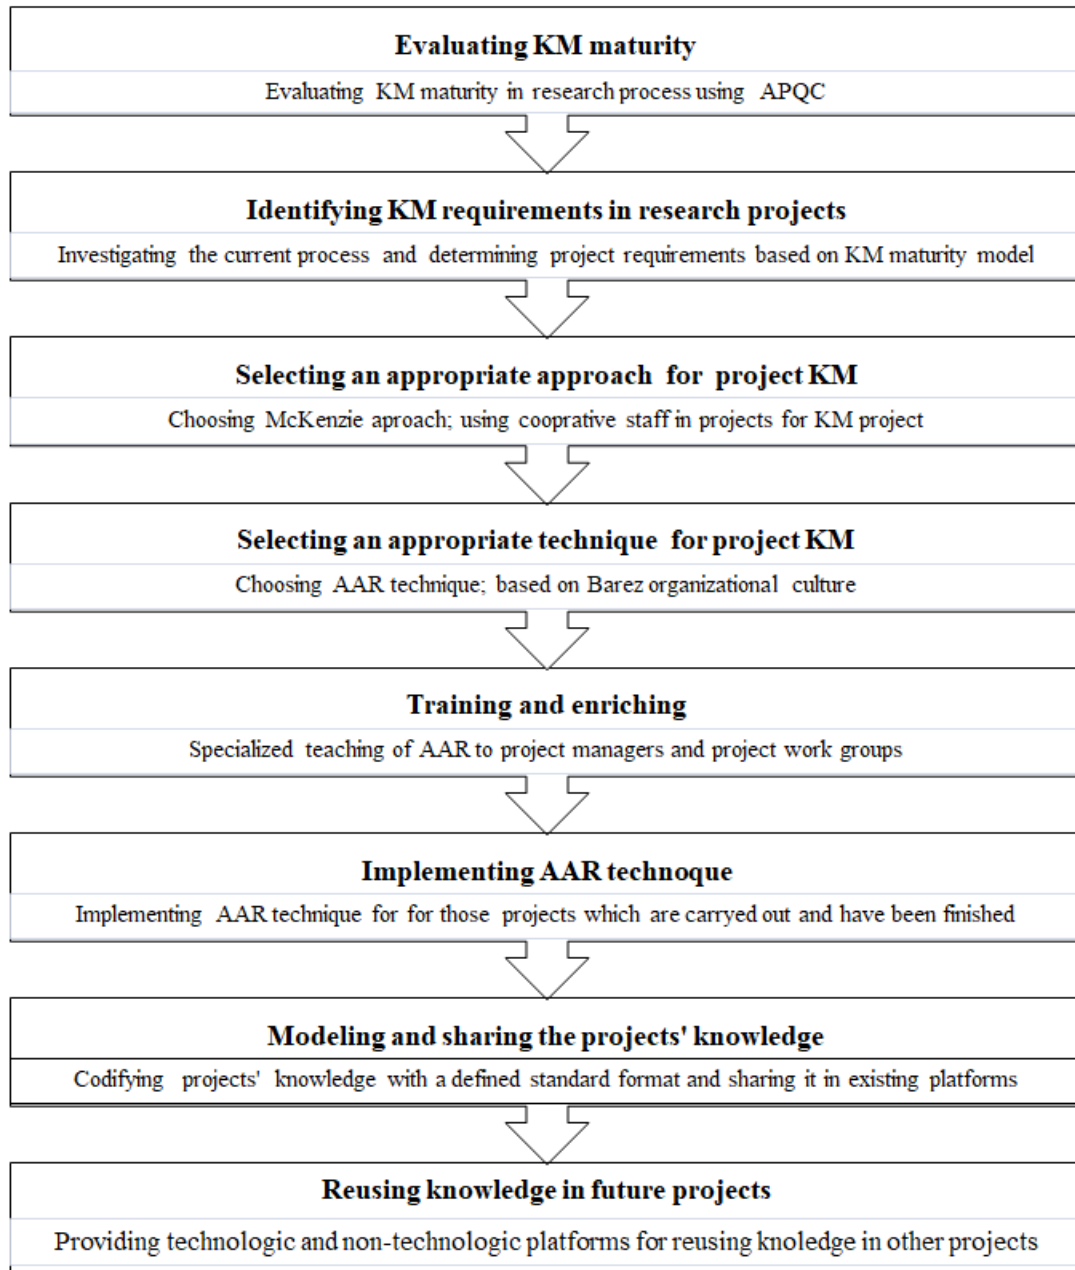 Evaluating KM maturity
Evaluating KM maturity in research process using APQC
Identifying KM requirements in research projects
Investigating the current process and determining project requirements based on KM maturity model
Selecting an appropriate approach for project KM
Choosing McKenzie aproach; using cooprative staff in projects for KM project
Selecting an appropriate technique for project KM
Choosing AAR technique; based on Barez organizational culture
Training and enriching
Specialized teaching of AAR to project managers and project work groups
Implementing AAR technoque
Implementing AAR technique for for those projects which are carryed out and have been finished
Modeling and sharing the projects' knowledge
Codifying projects' knowledge with a defined standard format and sharing it in existing platforms
Reusing knowledge in future projects
Providing technologic and non-technologic platforms for reusing knoledge in other projects